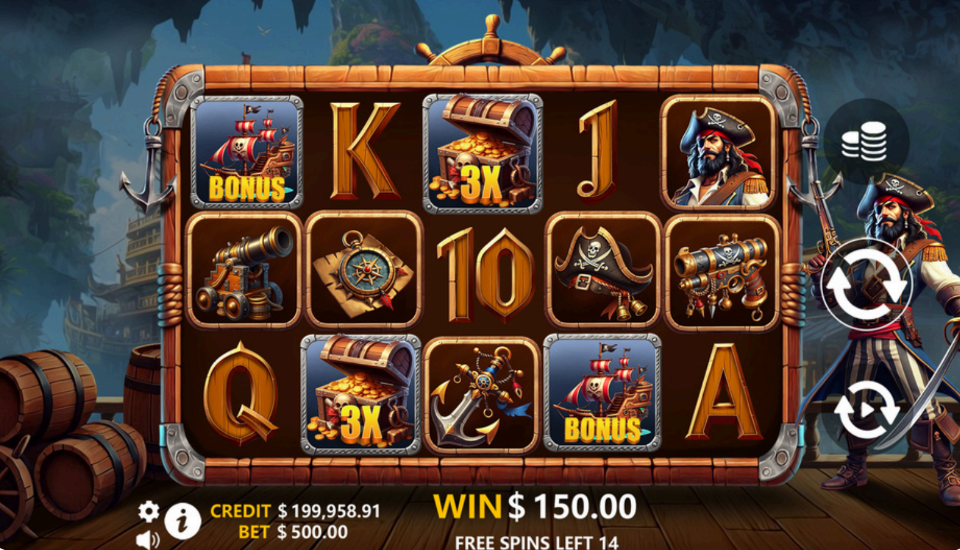 K J
BONUS 3X
10
Q A
3X BONUS
CREDIT $199,958.91 WIN $150.00
BET $500.00
FREE SPINS LEFT 14